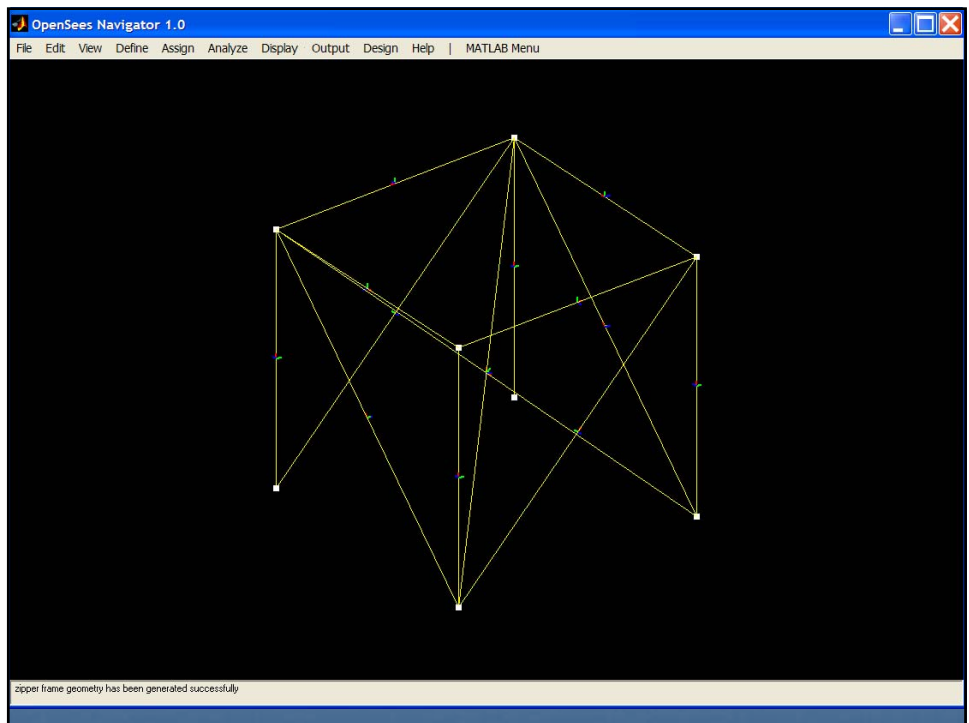 OpenSees Navigator 1.0
File Edit View Define Assign Analyze Display Output Design Help | MATLAB Menu
zipper frame geometry has been generated successfully